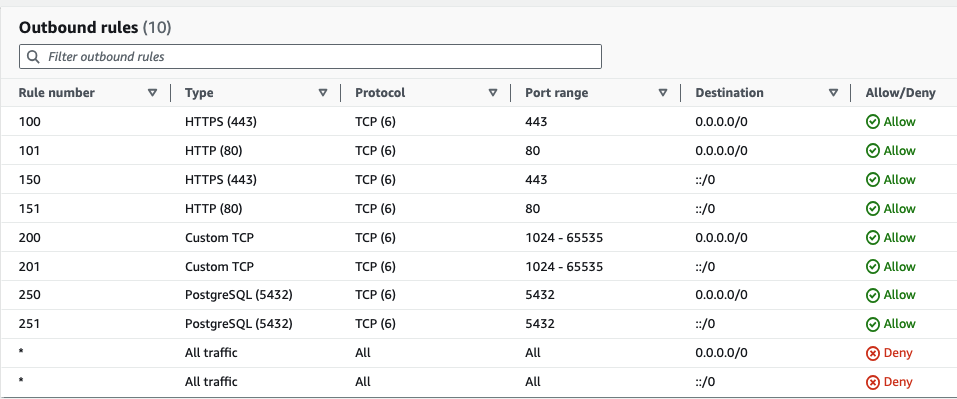 Outbound rules (10)
Filter outbound rules
Rule number Type Protocol Port range Destination Allow/Deny
100 HTTPS (443) TCP (6) 443 0.0.0.0/0 Allow
101 HTTP (80) TCP (6) 80 0.0.0.0/0 Allow
150 HTTPS (443) TCP (6) 443 ::/0 Allow
151 HTTP (80) TCP (6) 80 ::/0 Allow
200 Custom TCP TCP (6) 1024 - 65535 0.0.0.0/0 Allow
201 Custom TCP TCP (6) 1024 - 65535 ::/0 Allow
250 PostgreSQL (5432) TCP (6) 5432 0.0.0.0/0 Allow
251 PostgreSQL (5432) TCP (6) 5432 ::/0 Allow
* All traffic All All 0.0.0.0/0 Deny
* All traffic All All ::/0 Deny